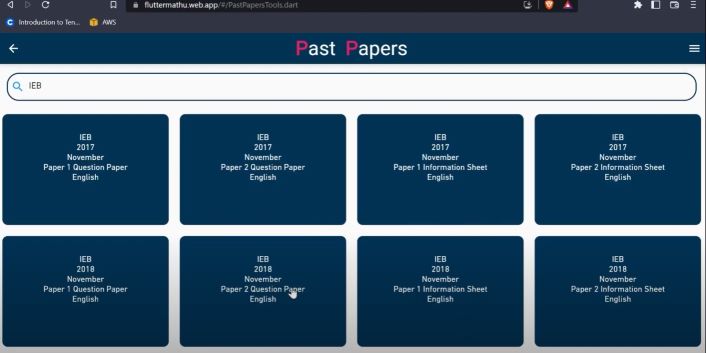 fluttermathu.web.app/#/PastPapersTools.dart
Introduction to Ten... AWS
Past Papers
IEB
IEB
2017
November
Paper 1 Question Paper
English
IEB
2017
November
Paper 2 Question Paper
English
IEB
2017
November
Paper 1 Information Sheet
English
IEB
2017
November
Paper 2 Information Sheet
English
IEB
2018
November
Paper 1 Question Paper
English
IEB
2018
November
Paper 2 Question Paper
English
IEB
2018
November
Paper 1 Information Sheet
English
IEB
2018
November
Paper 2 Information Sheet
English